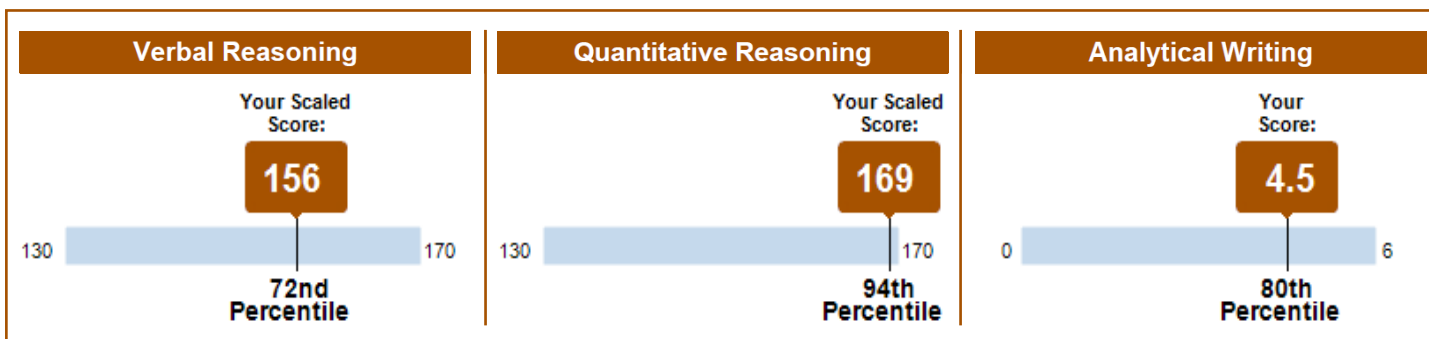 Verbal Reasoning
Your Scaled
Score:
156
130
170
72nd
Percentile
Quantitative Reasoning
Your Scaled
Score:
169
130
170
94th
Percentile
Analytical Writing
Your
Score:
4.5
0
6
80th
Percentile